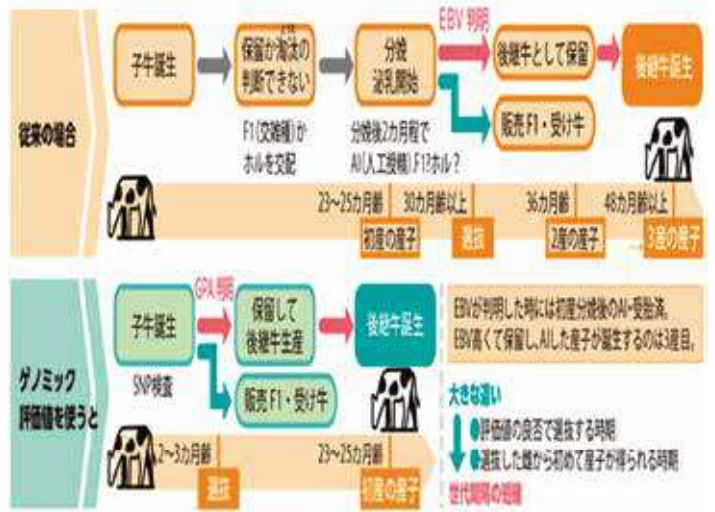 従来の場合
子牛誕生
保留か淘汰の
判断できない
分娩
泌乳開始
EBV 判明
後継牛として保留
後継牛誕生
販売 F1・受け牛
F1(交雑種)か
ホルを交配
分娩後2カ月程で
AI(人工授精)、F1?ホル?
23～25カ月齢
初産の産子
30カ月齢以上
選抜
36カ月齢
2産の産子
48カ月齢以上
3産の産子
ゲノミック
評価値を使うと
子牛誕生
SNP検査
GPA 判明
保留して
後継牛生産
後継牛誕生
販売 F1・受け牛
2～3カ月齢
選抜
23～25カ月齢
初産の産子
EBVが判明した時には初産分娩後のAI・受胎済。
EBV高くて保留し、AIした産子が誕生するのは3産目。
大きな違い
●評価値の良否で選抜する時期
●選抜した雌から初めて産子が得られる時期
世代間隔の短縮